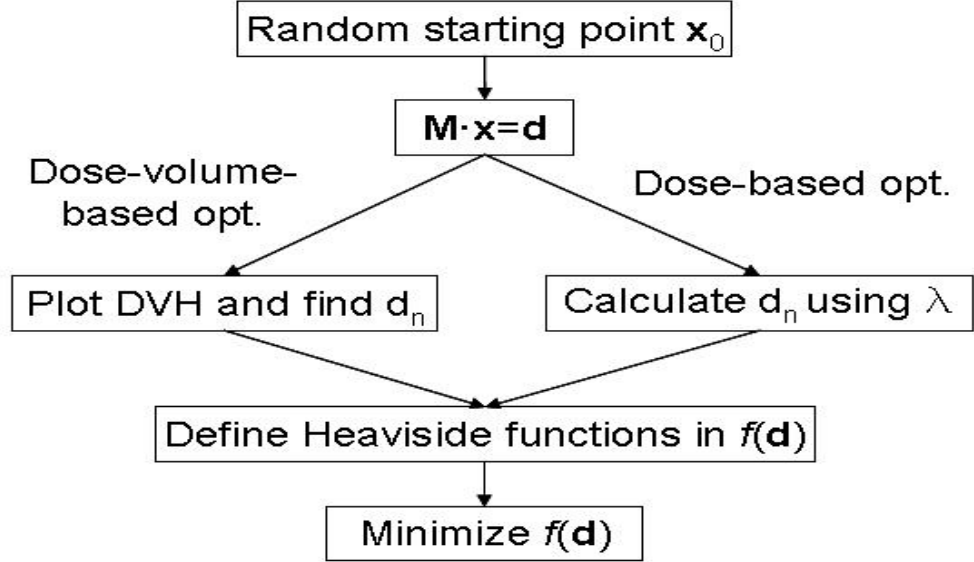 Random starting point x₀
M·x=d
Dose-volume-
based opt.
Dose-based opt.
Plot DVH and find dₙ
Calculate dₙ using λ
Define Heaviside functions in f(d)
Minimize f(d)